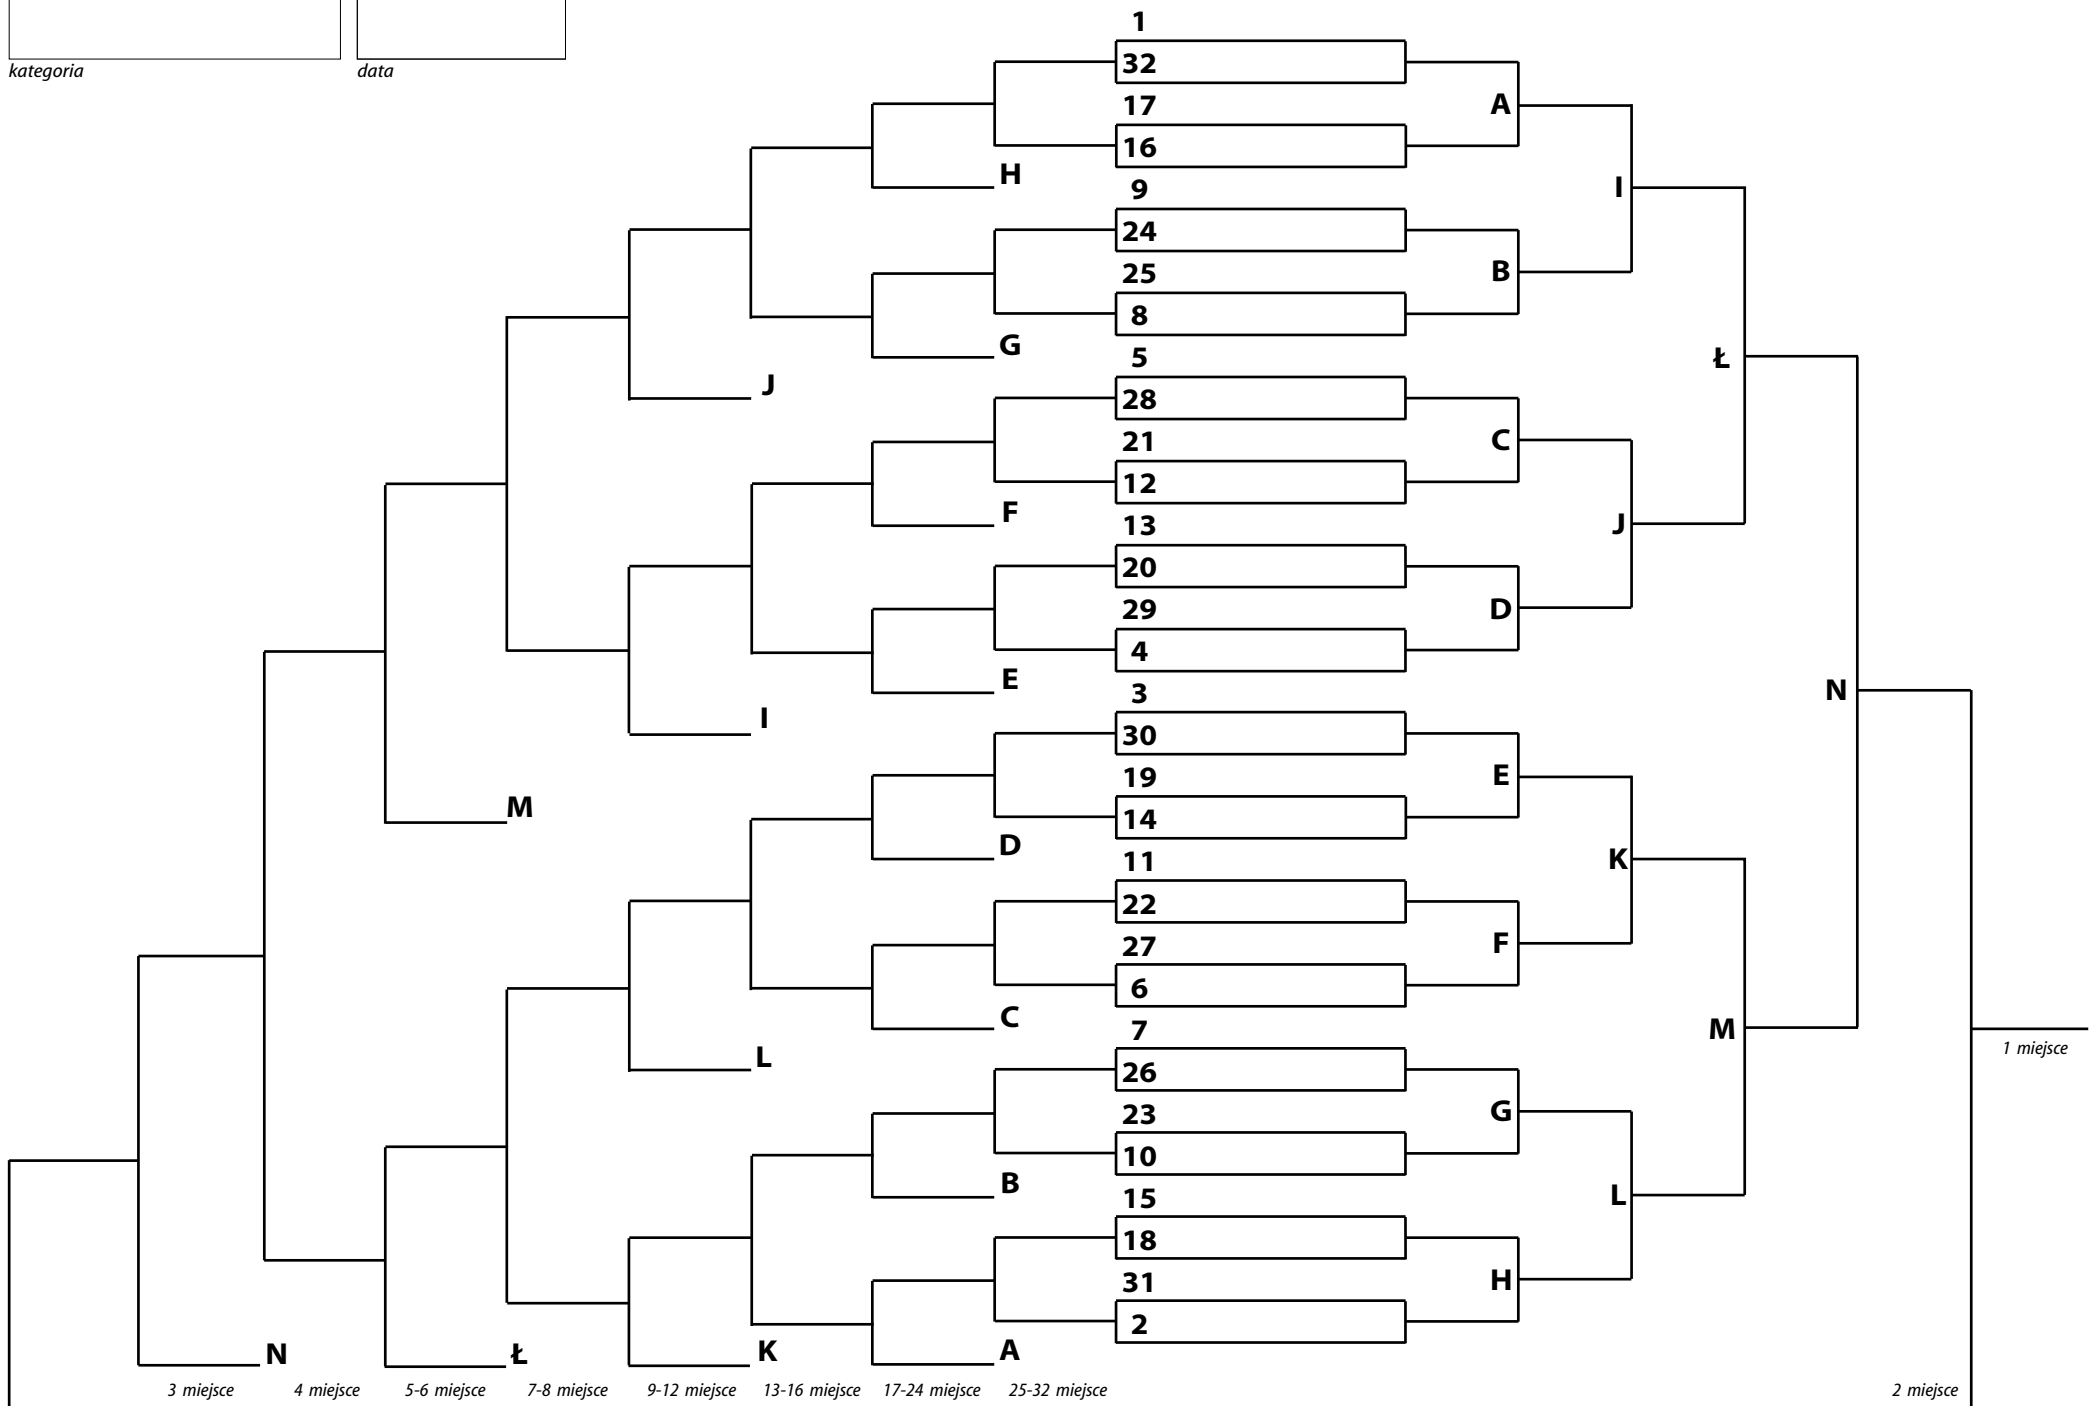 1
32
kategoria data
17 A
16
H
9 I
24
25 B
8
G
5 Ł
J
28
21 C
12
F
13 J
20
29 D
4
E
3 N
I
30
19 E
14
M
D
11 K
22
27 F
6
C
7 M
1 miejsce
L
26
23 G
10
B
15 L
18
31 H
2
N Ł K A
3 miejsce 4 miejsce 5-6 miejsce 7-8 miejsce 9-12 miejsce 13-16 miejsce 17-24 miejsce 25-32 miejsce 2 miejsce